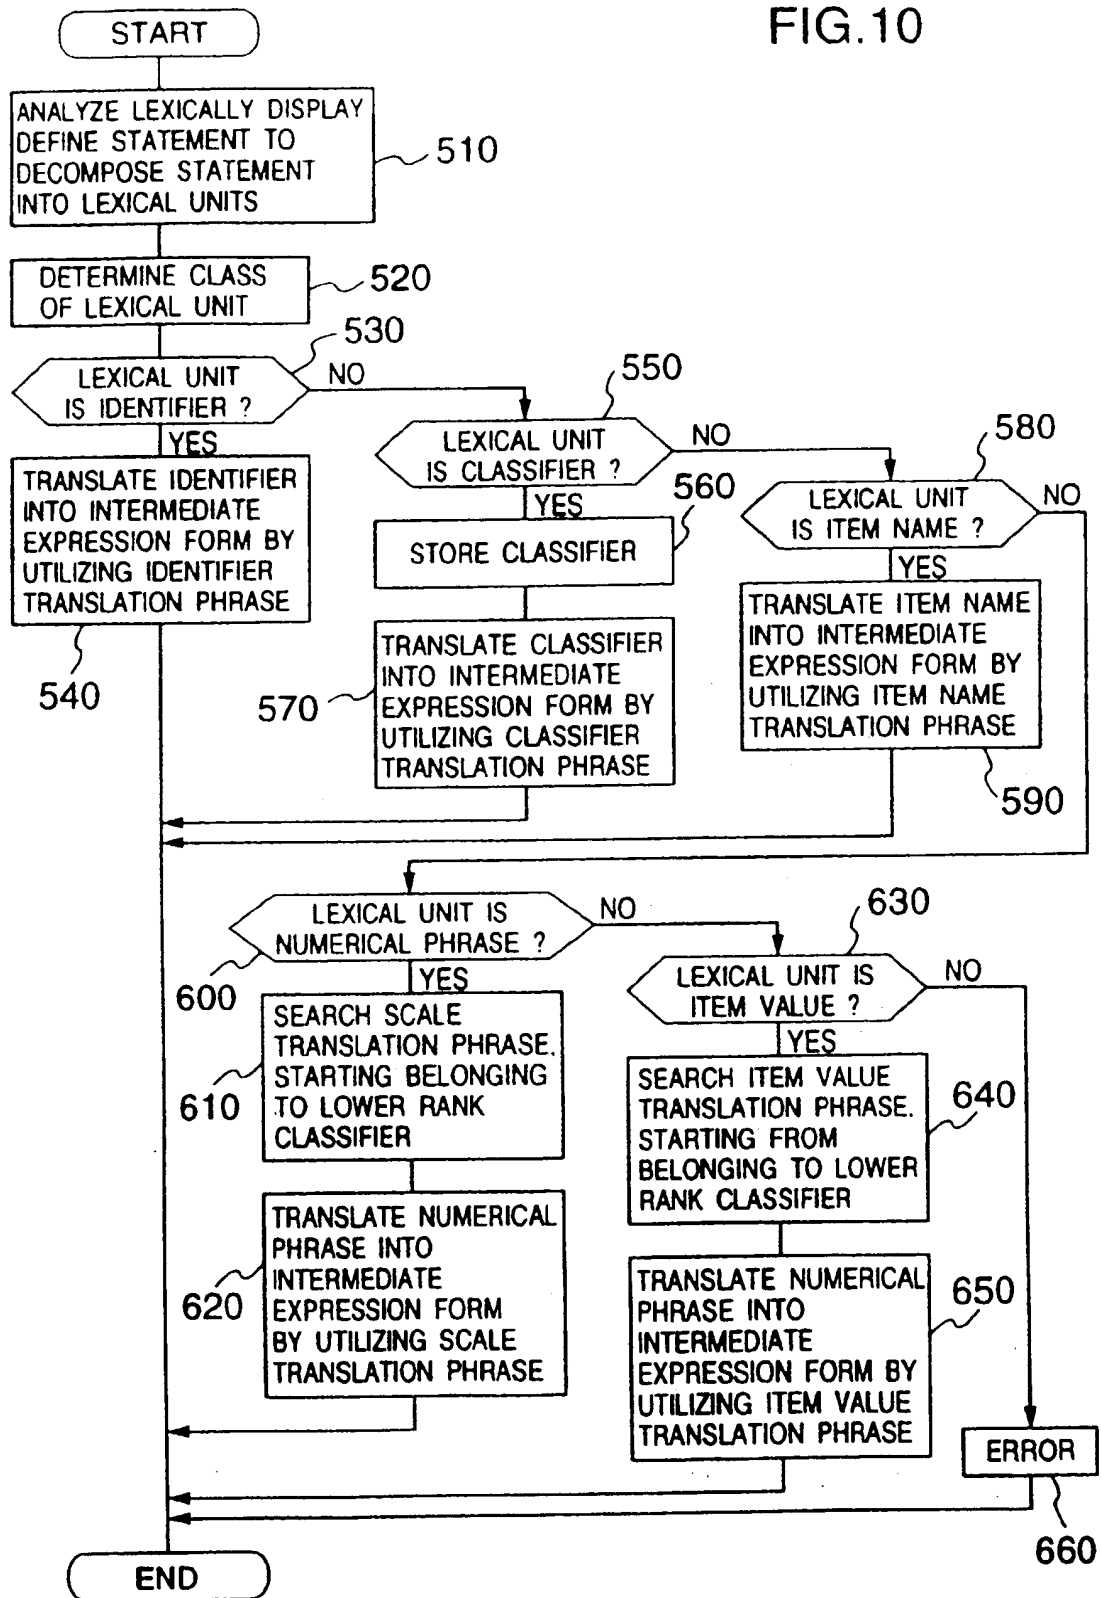 FIG.10
START
ANALYZE LEXICALLY DISPLAY
DEFINE STATEMENT TO
DECOMPOSE STATEMENT
INTO LEXICAL UNITS
510
DETERMINE CLASS
OF LEXICAL UNIT
520
530
LEXICAL UNIT
IS IDENTIFIER ?
NO
YES
TRANSLATE IDENTIFIER
INTO INTERMEDIATE
EXPRESSION FORM BY
UTILIZING IDENTIFIER
TRANSLATION PHRASE
540
550
LEXICAL UNIT
IS CLASSIFIER ?
NO
YES
560
STORE CLASSIFIER
TRANSLATE CLASSIFIER
INTO INTERMEDIATE
EXPRESSION FORM BY
UTILIZING CLASSIFIER
TRANSLATION PHRASE
570
580
LEXICAL UNIT
IS ITEM NAME ?
NO
YES
TRANSLATE ITEM NAME
INTO INTERMEDIATE
EXPRESSION FORM BY
UTILIZING ITEM NAME
TRANSLATION PHRASE
590
LEXICAL UNIT IS
NUMERICAL PHRASE ?
NO
600
YES
SEARCH SCALE
TRANSLATION PHRASE.
STARTING BELONGING
TO LOWER RANK
CLASSIFIER
610
TRANSLATE NUMERICAL
PHRASE INTO
INTERMEDIATE
EXPRESSION FORM
BY UTILIZING SCALE
TRANSLATION PHRASE
620
630
LEXICAL UNIT IS
ITEM VALUE ?
NO
YES
SEARCH ITEM VALUE
TRANSLATION PHRASE.
STARTING FROM
BELONGING TO LOWER
RANK CLASSIFIER
640
TRANSLATE NUMERICAL
PHRASE INTO
INTERMEDIATE
EXPRESSION FORM BY
UTILIZING ITEM VALUE
TRANSLATION PHRASE
650
ERROR
660
END